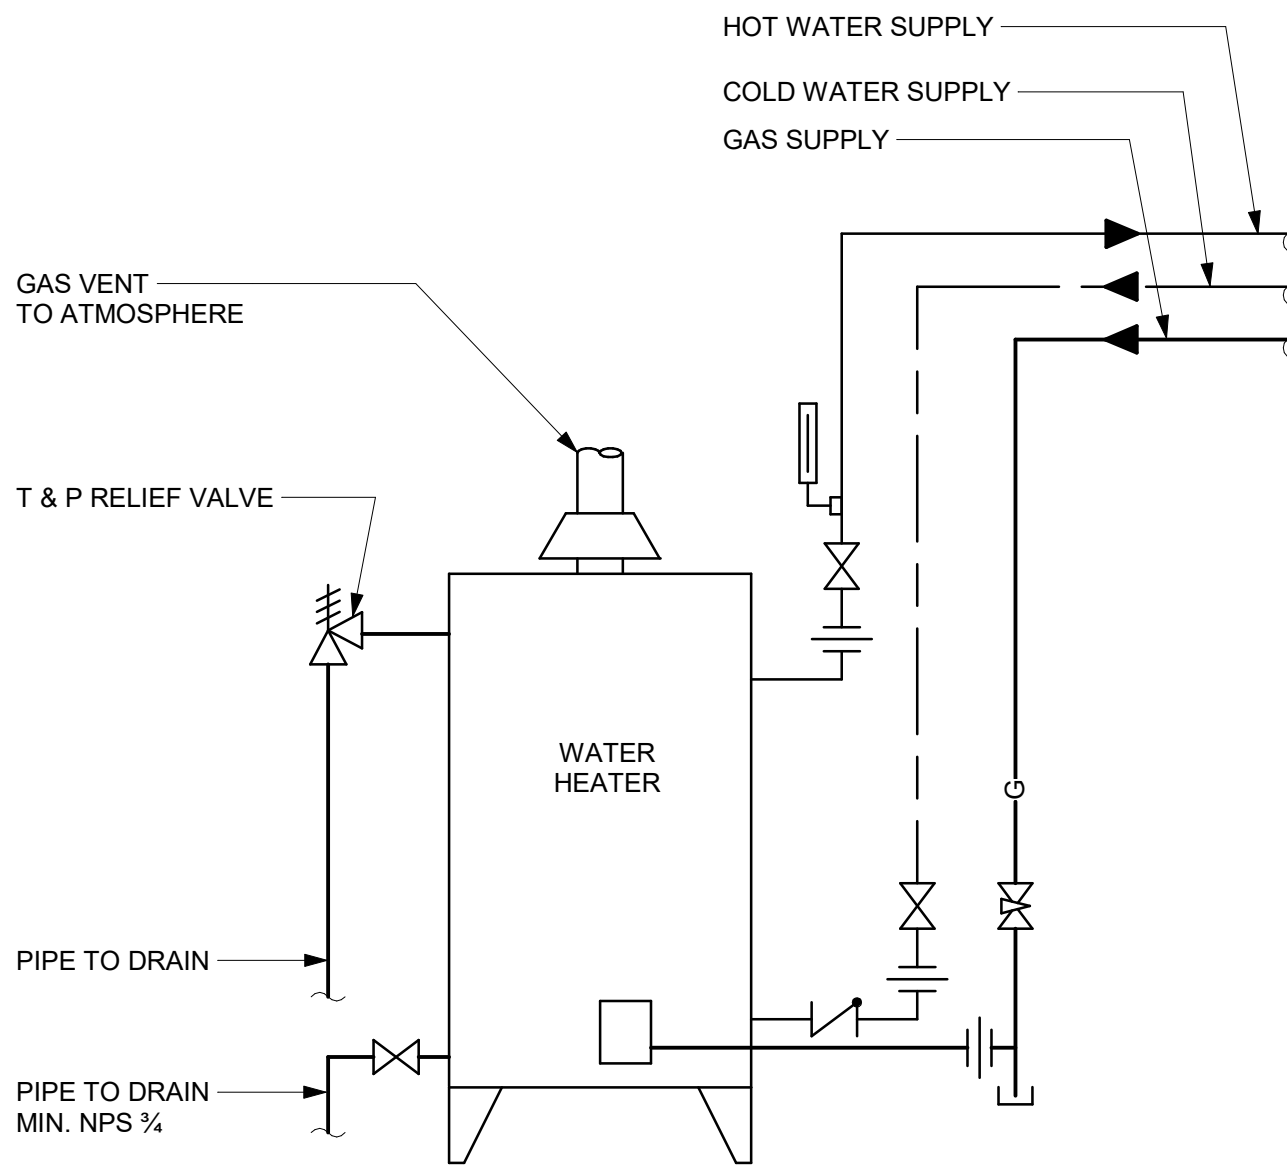 HOT WATER SUPPLY
COLD WATER SUPPLY
GAS SUPPLY
GAS VENT
TO ATMOSPHERE
T & P RELIEF VALVE
WATER
HEATER
G
PIPE TO DRAIN
PIPE TO DRAIN
MIN. NPS ¾